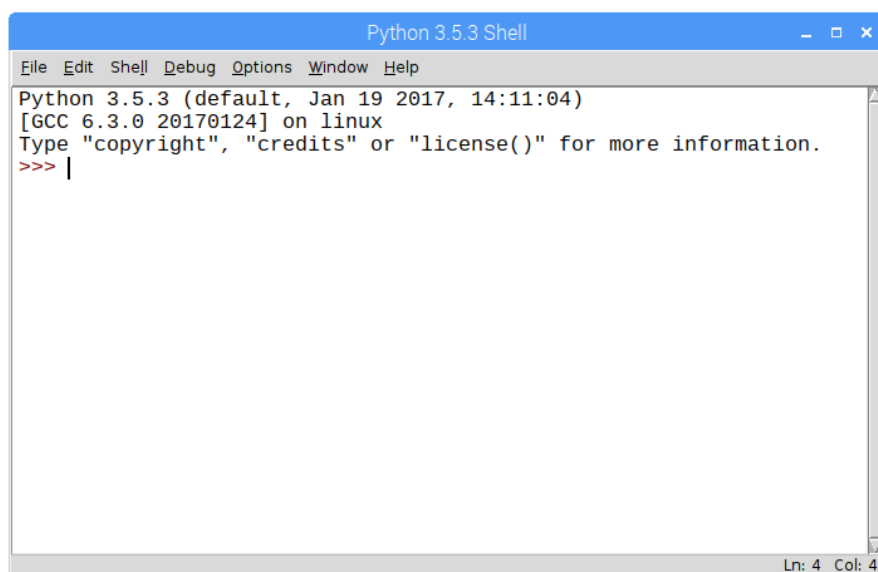 Python 3.5.3 Shell
File Edit Shell Debug Options Window Help
Python 3.5.3 (default, Jan 19 2017, 14:11:04)
[GCC 6.3.0 20170124] on linux
Type "copyright", "credits" or "license()" for more information.
>>>
Ln: 4 Col: 4